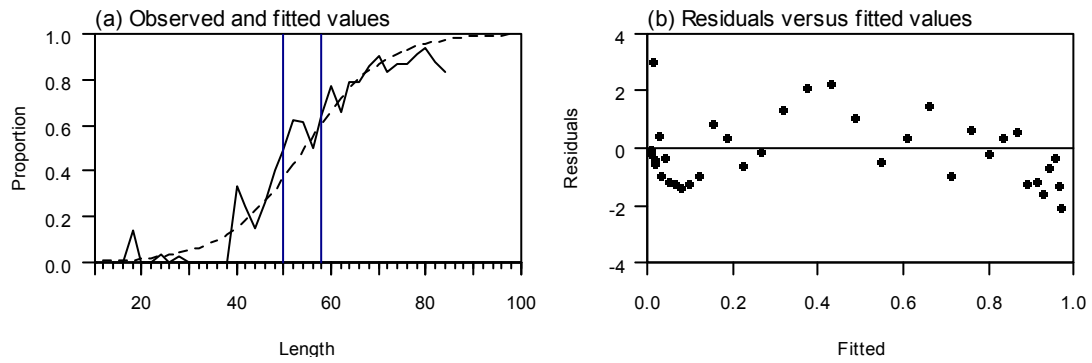 (a) Observed and fitted values
1.0
0.8
0.6
0.4
0.2
0.0
Proportion
20 40 60 80 100
Length
(b) Residuals versus fitted values
4
2
0
-2
-4
Residuals
0.0 0.2 0.4 0.6 0.8 1.0
Fitted